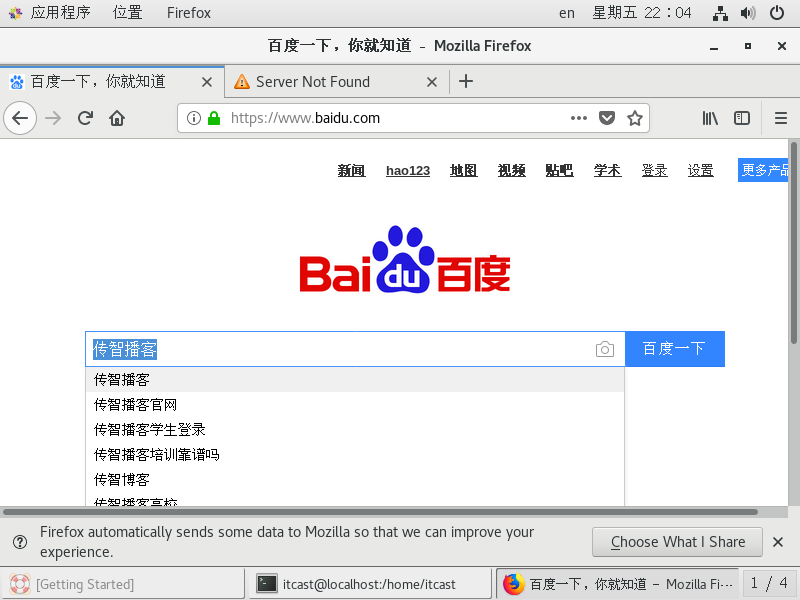 应用程序 位置 Firefox en 星期五 22：04
百度一下，你就知道 - Mozilla Firefox
百度一下，你就知道 Server Not Found
https://www.baidu.com
新闻 hao123 地图 视频 贴吧 学术 登录 设置 更多产品
Bai du 百度
传智播客 百度一下
传智播客
传智播客官网
传智播客学生登录
传智播客培训靠谱吗
传智博客
传智播客高校
Firefox automatically sends some data to Mozilla so that we can improve your
experience.
Choose What I Share
[Getting Started] itcast@localhost:/home/itcast 百度一下，你就知道 - Mozilla Fi··· 1 / 4